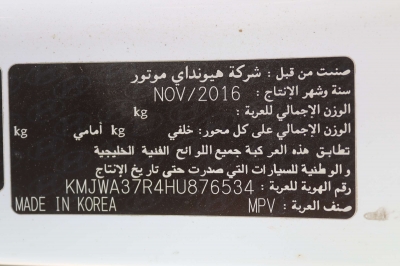 صنعت من قبل : شركة هيونداي موتور
سنة وشهر الإنتاج : NOV/2016
الوزن الإجمالي للعربة : kg
الوزن الإجمالي على كل محور: خلفي kg أمامي kg
تطابق هذه العركبة جميع اللوائح الفنية الخليجية
و الوطنية للسيارات التي صدرت حتى تاريخ الإنتاج
رقم الهوية للعربة : KMJWA37R4HU876534
صنف العربة : MPV MADE IN KOREA